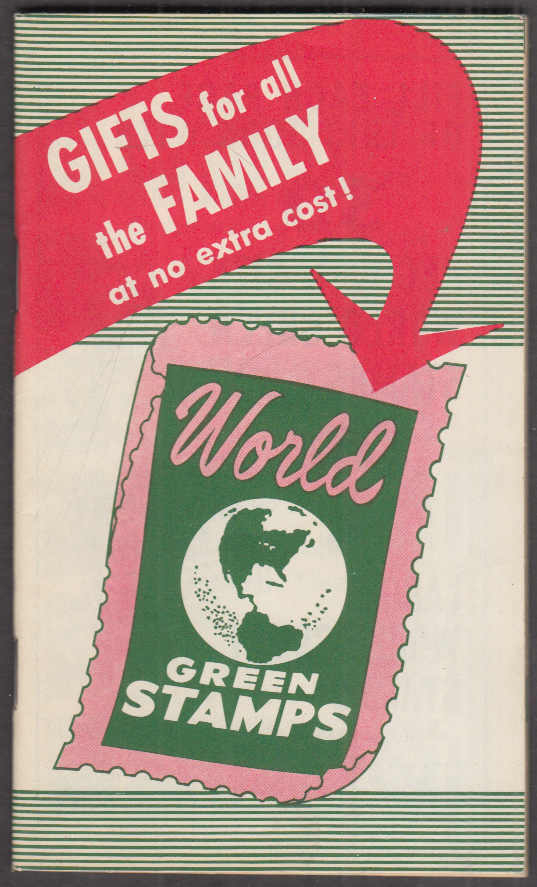 GIFTS for all
the FAMILY
at no extra cost!
World
GREEN
STAMPS